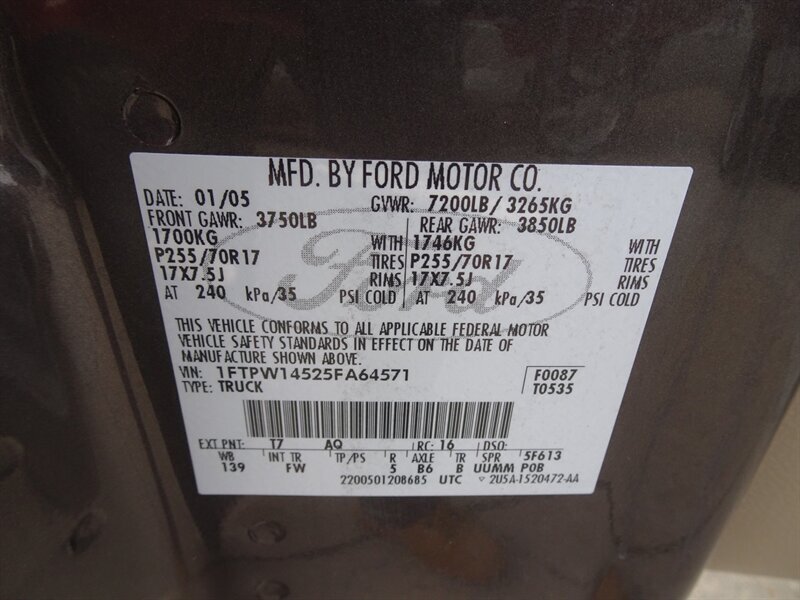 MFD. BY FORD MOTOR CO.
DATE: 01/05 GVWR: 7200LB/ 3265KG
FRONT GAWR: 3750LB REAR GAWR: 3850LB
1700KG WITH 1746KG WITH
P255/70R17 TIRES P255/70R17 TIRES
17X7.5J RIMS 17X7.5J RIMS
AT 240 kPa/35 PSI COLD AT 240 kPa/35 PSI COLD
Ford
THIS VEHICLE CONFORMS TO ALL APPLICABLE FEDERAL MOTOR
VEHICLE SAFETY STANDARDS IN EFFECT ON THE DATE OF
MANUFACTURE SHOWN ABOVE.
VIN: 1FTPW14525FA64571 F0087
TYPE: TRUCK T0535
EXT PNT: T7 AQ RC: 16 DSO:
WB INT TR TP/PS R AXLE TR SPR 5F613
139 FW 5 B6 B UUMM P0B
2200501208685 UTC ▽ 2U5A-1520472-AA